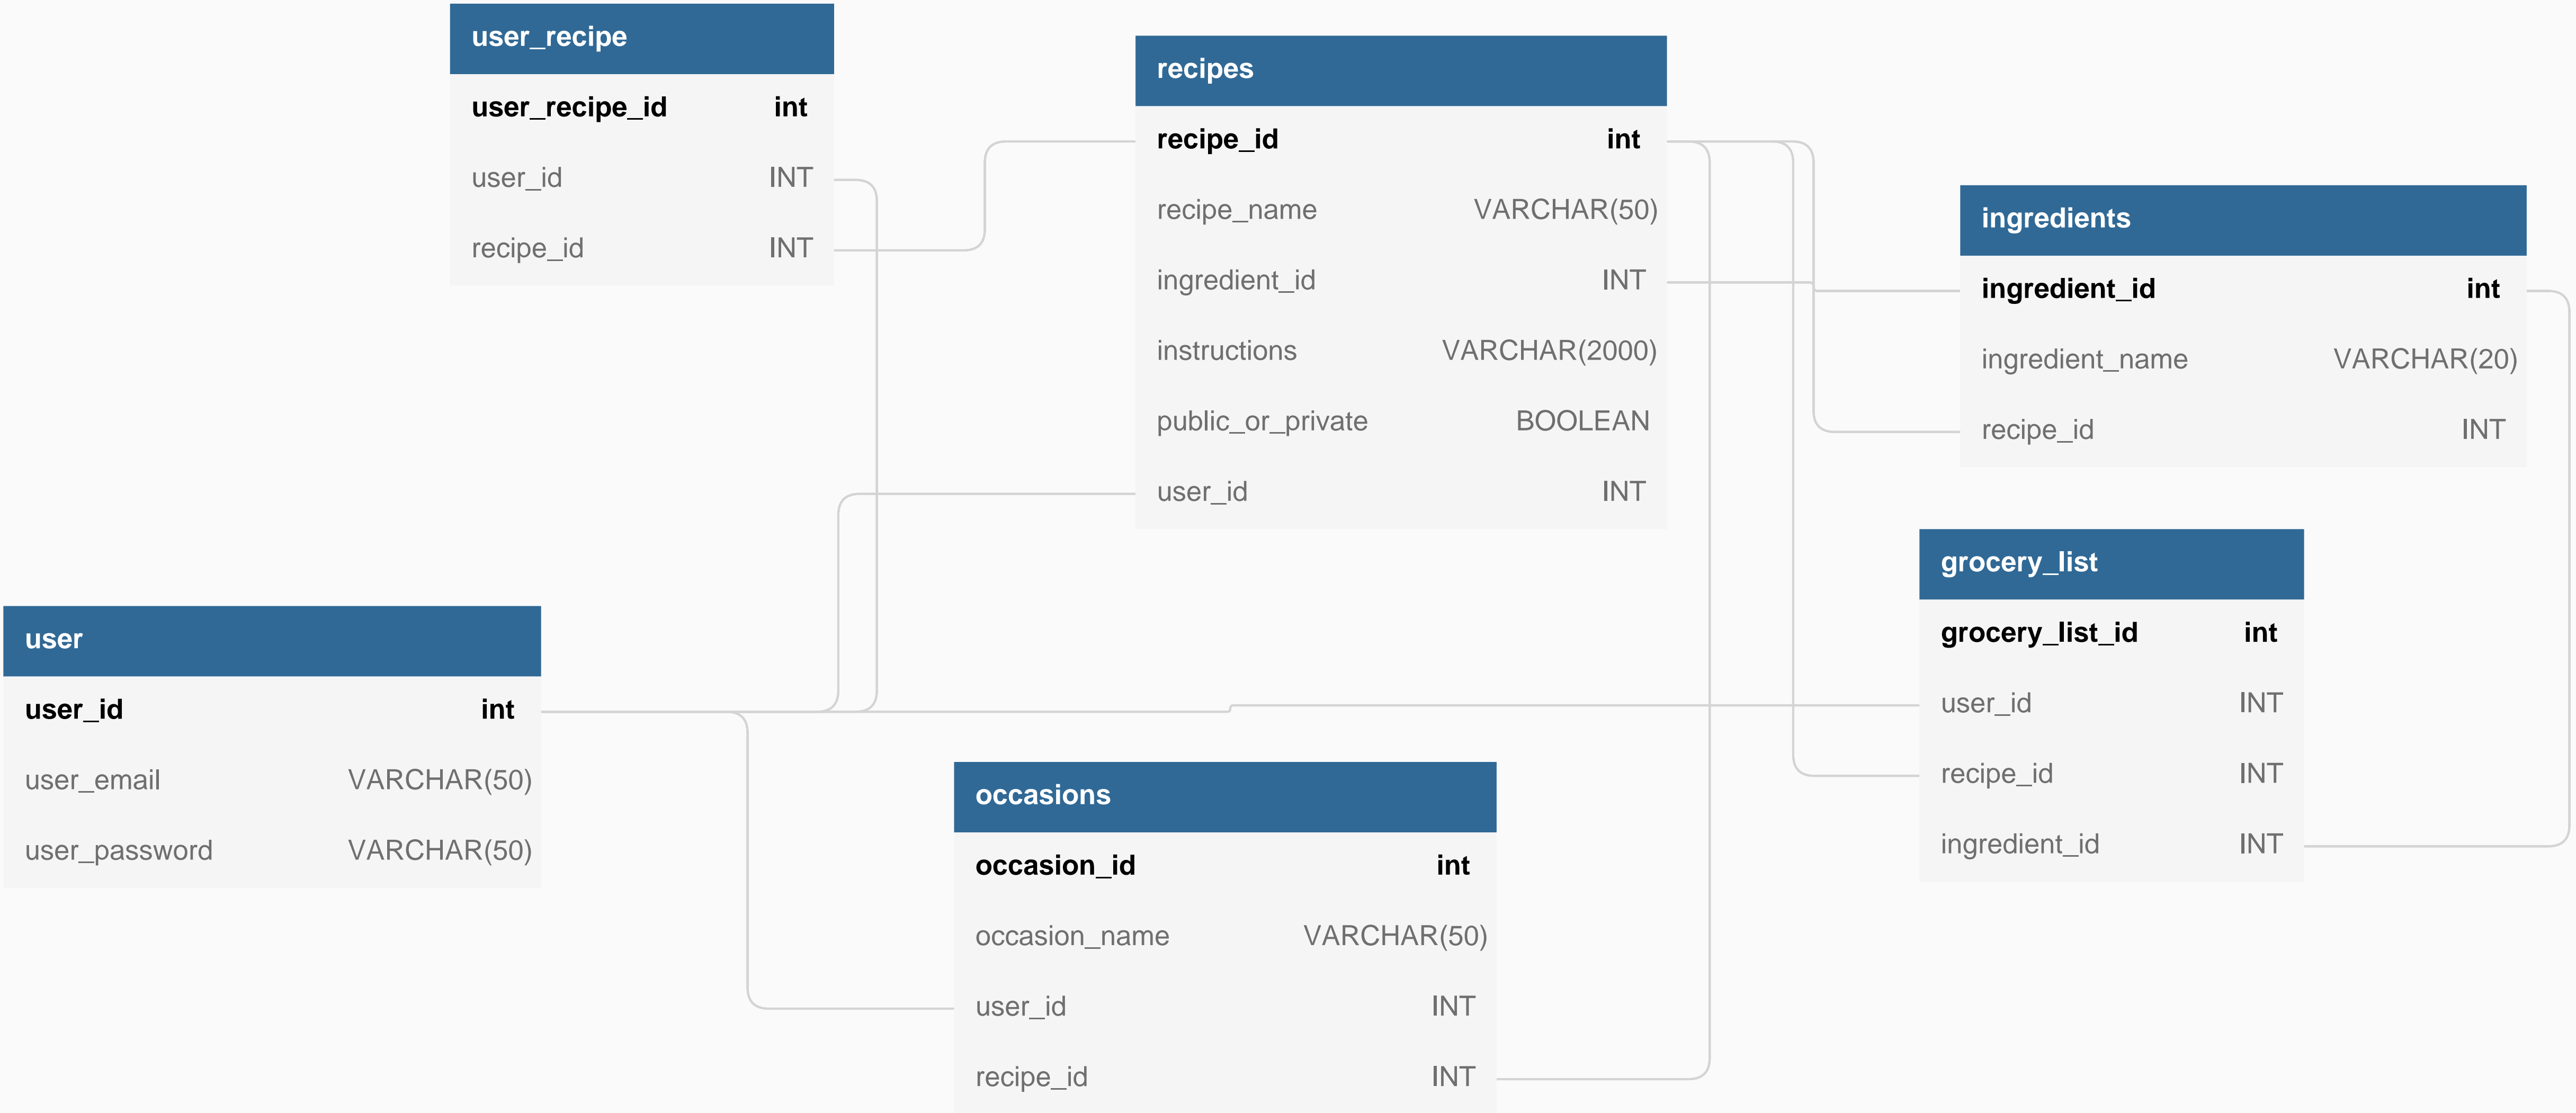 user_recipe
user_recipe_id int
user_id INT
recipe_id INT
recipes
recipe_id int
recipe_name VARCHAR(50)
ingredient_id INT
instructions VARCHAR(2000)
public_or_private BOOLEAN
user_id INT
ingredients
ingredient_id int
ingredient_name VARCHAR(20)
recipe_id INT
grocery_list
grocery_list_id int
user_id INT
recipe_id INT
ingredient_id INT
user
user_id int
user_email VARCHAR(50)
user_password VARCHAR(50)
occasions
occasion_id int
occasion_name VARCHAR(50)
user_id INT
recipe_id INT